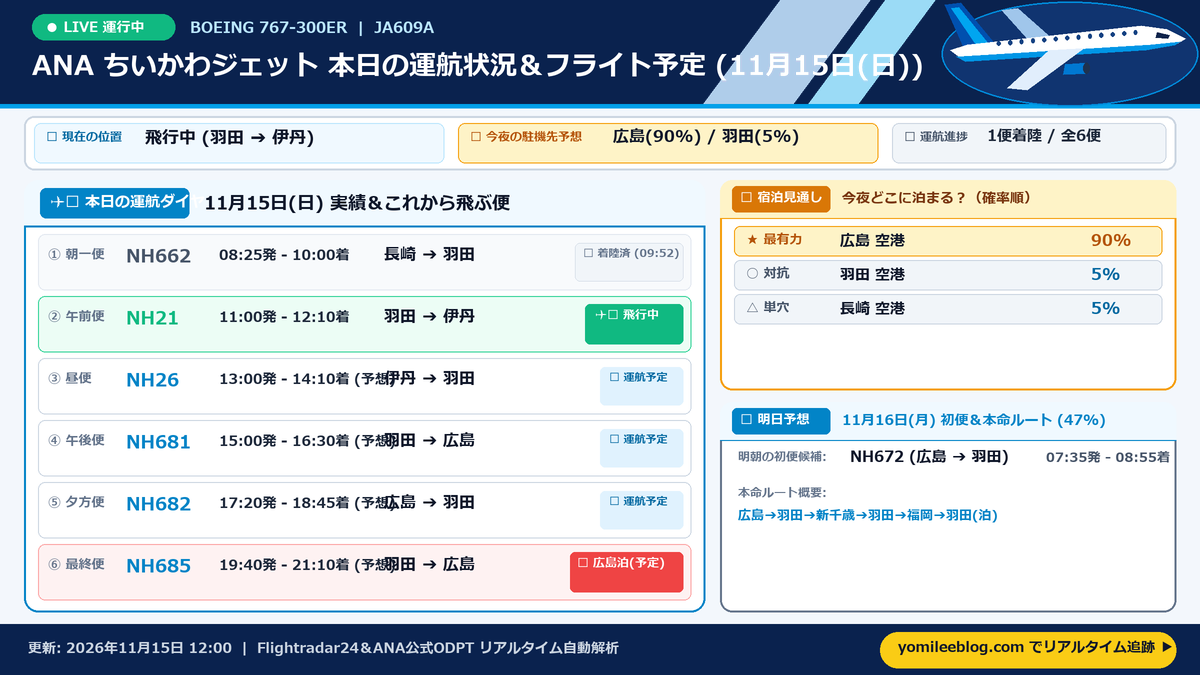 ● LIVE 運行中 BOEING 767-300ER | JA609A
ANA ちいかわジェット 本日の運航状況＆フライト予定 (11月15日(日))
□ 現在の位置 飛行中 (羽田 → 伊丹)
□ 今夜の駐機先予想 広島(90%) / 羽田(5%)
□ 運航進捗 1便着陸 / 全6便
✈□ 本日の運航ダイ 11月15日(日) 実績＆これから飛ぶ便
① 朝一便 NH662 08:25発 - 10:00着 長崎 → 羽田 □ 着陸済 (09:52)
② 午前便 NH21 11:00発 - 12:10着 羽田 → 伊丹 ✈□ 飛行中
③ 昼便 NH26 13:00発 - 14:10着 (予想 伊丹 → 羽田 □ 運航予定
④ 午後便 NH681 15:00発 - 16:30着 (予想 羽田 → 広島 □ 運航予定
⑤ 夕方便 NH682 17:20発 - 18:45着 (予想 広島 → 羽田 □ 運航予定
⑥ 最終便 NH685 19:40発 - 21:10着 (予想 羽田 → 広島 □ 広島泊(予定)
□ 宿泊見通し 今夜どこに泊まる？（確率順）
★ 最有力 広島 空港 90%
○ 対抗 羽田 空港 5%
△ 単穴 長崎 空港 5%
□ 明日予想 11月16日(月) 初便＆本命ルート (47%)
明朝の初便候補: NH672 (広島 → 羽田) 07:35発 - 08:55着
本命ルート概要:
広島→羽田→新千歳→羽田→福岡→羽田(泊)
更新: 2026年11月15日 12:00 | Flightradar24＆ANA公式ODPT リアルタイム自動解析
yomileeblog.com でリアルタイム追跡 ▶